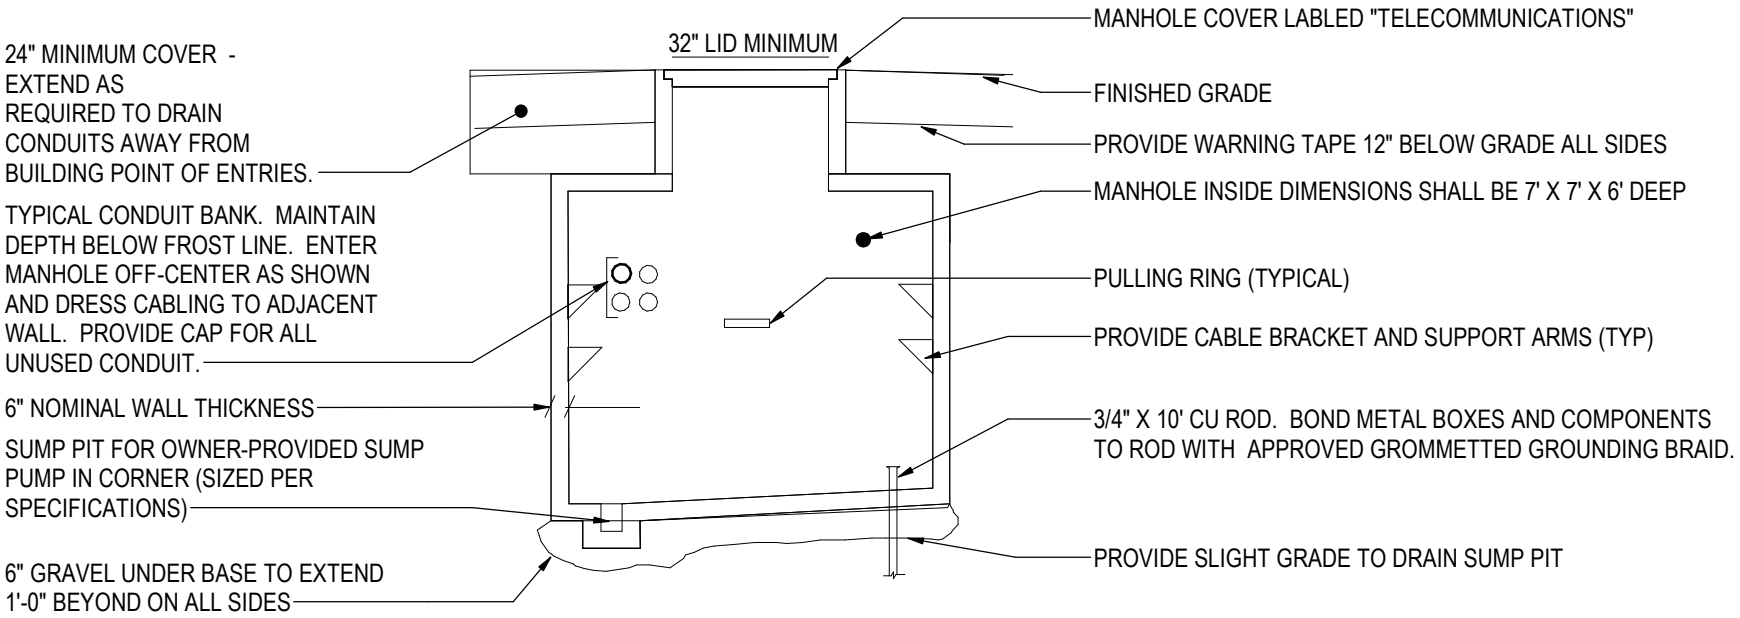 24" MINIMUM COVER -
EXTEND AS
REQUIRED TO DRAIN
CONDUITS AWAY FROM
BUILDING POINT OF ENTRIES.
TYPICAL CONDUIT BANK. MAINTAIN
DEPTH BELOW FROST LINE. ENTER
MANHOLE OFF-CENTER AS SHOWN
AND DRESS CABLING TO ADJACENT
WALL. PROVIDE CAP FOR ALL
UNUSED CONDUIT.
6" NOMINAL WALL THICKNESS
SUMP PIT FOR OWNER-PROVIDED SUMP
PUMP IN CORNER (SIZED PER
SPECIFICATIONS)
6" GRAVEL UNDER BASE TO EXTEND
1'-0" BEYOND ON ALL SIDES
32" LID MINIMUM
MANHOLE COVER LABLED "TELECOMMUNICATIONS"
FINISHED GRADE
PROVIDE WARNING TAPE 12" BELOW GRADE ALL SIDES
MANHOLE INSIDE DIMENSIONS SHALL BE 7' X 7' X 6' DEEP
PULLING RING (TYPICAL)
PROVIDE CABLE BRACKET AND SUPPORT ARMS (TYP)
3/4" X 10' CU ROD. BOND METAL BOXES AND COMPONENTS
TO ROD WITH APPROVED GROMMETTED GROUNDING BRAID.
PROVIDE SLIGHT GRADE TO DRAIN SUMP PIT